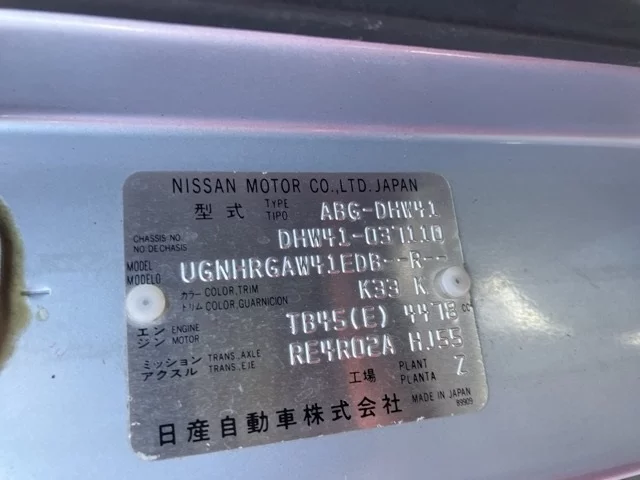 NISSAN MOTOR CO.,LTD.JAPAN
型式 TYPE TIPO ABG-DHW41
CHASSIS NO. NO DE CHASIS DHW41-037110
MODEL MODELO UGNHRGAW41EDB--R--
カラー COLOR,TRIM トリム COLOR,GUARNICION K33 K
エンジン ENGINE MOTOR TB45(E) 4478 cc
ミッション TRANS.,AXLE アクスル TRANS.,EJE RE4R02A HJ55
工場 PLANT PLANTA Z
日産自動車株式会社 MADE IN JAPAN
89909